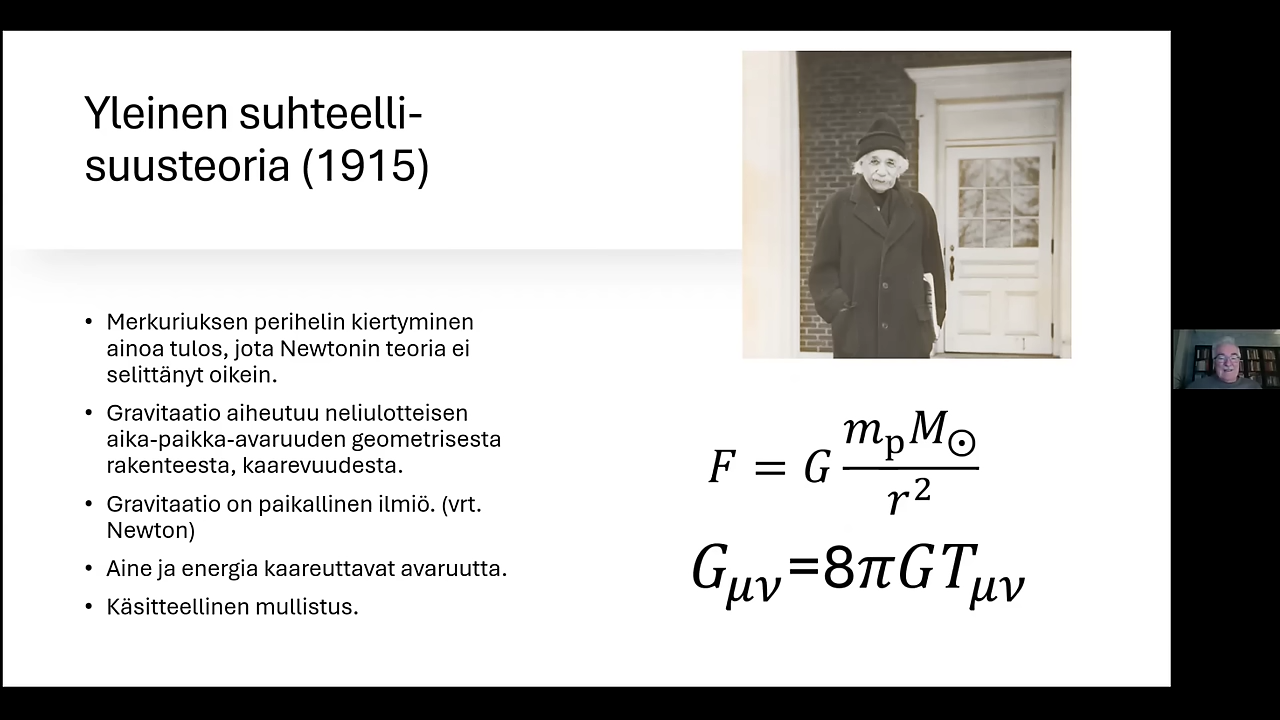 Yleinen suhteelli-
suusteoria (1915)
• Merkuriuksen perihelin kiertyminen
ainoa tulos, jota Newtonin teoria ei
selittänyt oikein.
• Gravitaatio aiheutuu neliulotteisen
aika-paikka-avaruuden geometrisesta
rakenteesta, kaarevuudesta.
• Gravitaatio on paikallinen ilmiö. (vrt.
Newton)
• Aine ja energia kaareuttavat avaruutta.
• Käsitteellinen mullistus.
F = G m_p M_⊙ / r²
G_μν=8πGT_μν